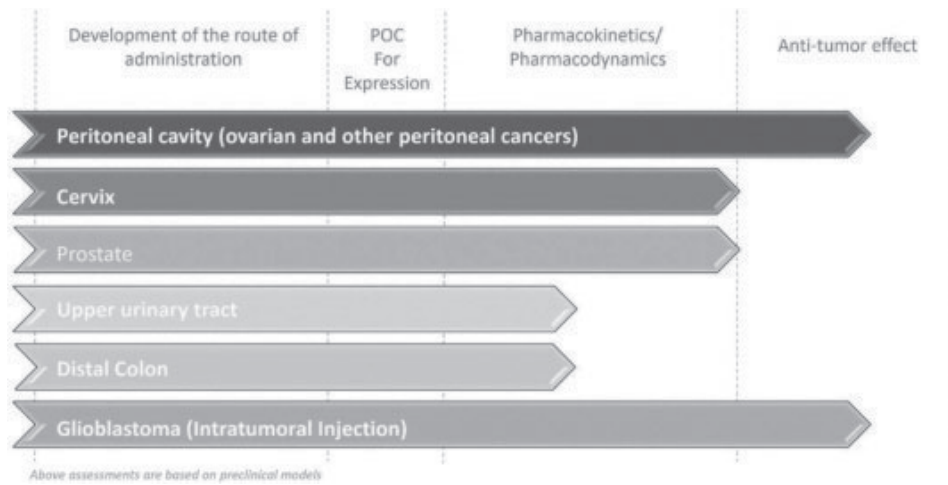 Development of the route of
administration
POC
For
Expression
Pharmacokinetics/
Pharmacodynamics
Anti-tumor effect
Peritoneal cavity (ovarian and other peritoneal cancers)
Cervix
Prostate
Upper urinary tract
Distal Colon
Glioblastoma (Intratumoral Injection)
Above assessments are based on preclinical models